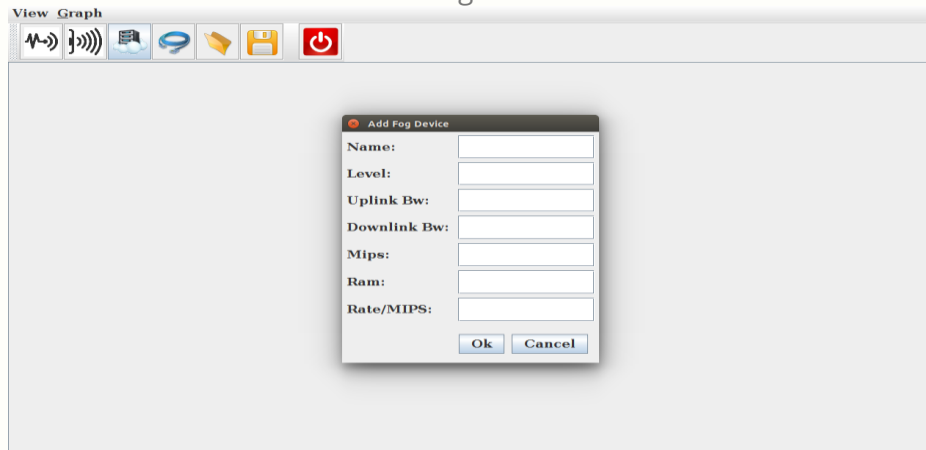 View Graph
Add Fog Device
Name:
Level:
Uplink Bw:
Downlink Bw:
Mips:
Ram:
Rate/MIPS:
Ok Cancel